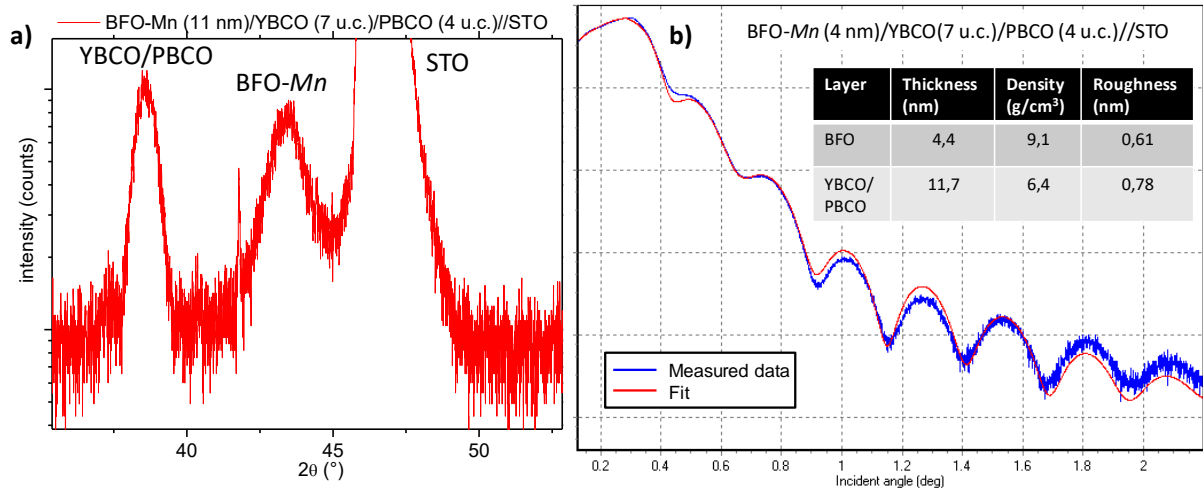 a)
BFO-Mn (11 nm)/YBCO (7 u.c.)/PBCO (4 u.c.)//STO
YBCO/PBCO
BFO-Mn
STO
intensity (counts)
40
45
50
2θ (°)
b)
BFO-Mn (4 nm)/YBCO(7 u.c.)/PBCO (4 u.c.)//STO
Layer Thickness (nm) Density (g/cm³) Roughness (nm)
BFO 4,4 9,1 0,61
YBCO/PBCO 11,7 6,4 0,78
Measured data
Fit
0.2 0.4 0.6 0.8 1 1.2 1.4 1.6 1.8 2
Incident angle (deg)